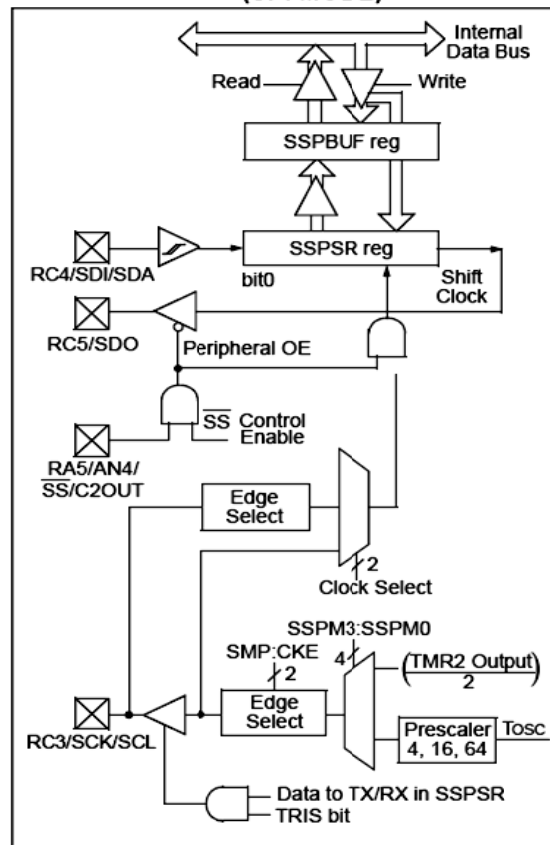 Internal
Data Bus
Read
Write
SSPBUF reg
SSPSR reg
RC4/SDI/SDA
bit0
Shift
Clock
RC5/SDO
Peripheral OE
SS Control
Enable
RA5/AN4/
SS/C2OUT
Edge
Select
2
Clock Select
SSPM3:SSPM0
SMP:CKE
4
TMR2 Output
2
2
Edge
Select
Prescaler
4, 16, 64
TOSC
RC3/SCK/SCL
Data to TX/RX in SSPSR
TRIS bit